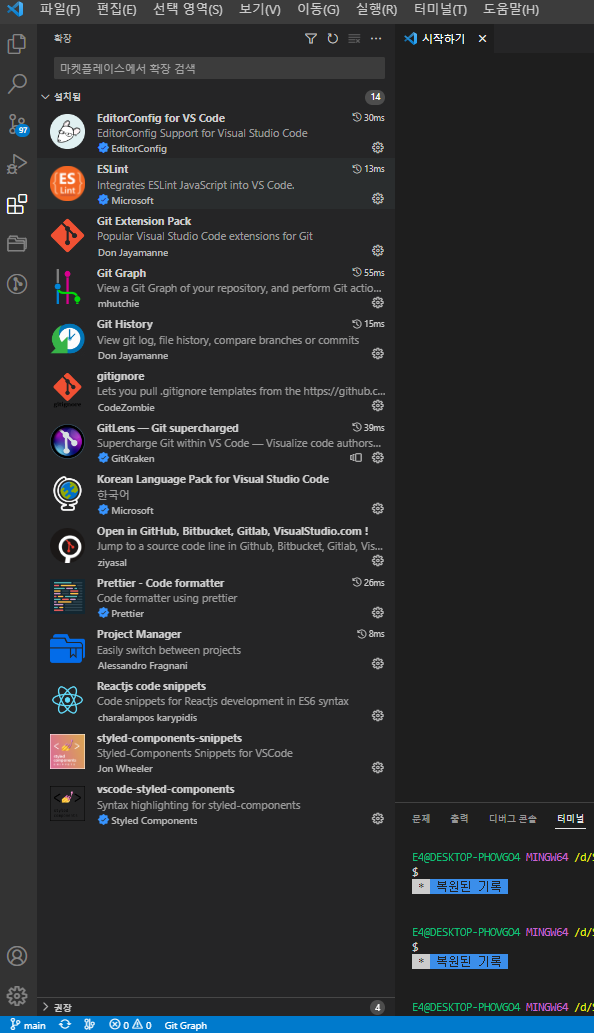 파일(F) 편집(E) 선택 영역(S) 보기(V) 이동(G) 실행(R) 터미널(T) 도움말(H)
확장
시작하기
마켓플레이스에서 확장 검색
설치됨 14
EditorConfig for VS Code 30ms
EditorConfig Support for Visual Studio Code
EditorConfig
97
ESLint 13ms
ES
Lint
Integrates ESLint JavaScript into VS Code.
Microsoft
Git Extension Pack
Popular Visual Studio Code extensions for Git
Don Jayamanne
Git Graph 55ms
View a Git Graph of your repository, and perform Git actio...
mhutchie
Git History 15ms
View git log, file history, compare branches or commits
Don Jayamanne
gitignore
Lets you pull .gitignore templates from the https://github.c...
CodeZombie
GitLens — Git supercharged 39ms
Supercharge Git within VS Code — Visualize code authors...
GitKraken
Korean Language Pack for Visual Studio Code
한국어
Microsoft
Open in GitHub, Bitbucket, Gitlab, VisualStudio.com !
Jump to a source code line in Github, Bitbucket, Gitlab, Vis...
ziyasal
Prettier - Code formatter 26ms
Code formatter using prettier
Prettier
Project Manager 8ms
Easily switch between projects
Alessandro Fragnani
Reactjs code snippets
Code snippets for Reactjs development in ES6 syntax
charalampos karypidis
styled-components-snippets
Styled-Components Snippets for VSCode
Jon Wheeler
vscode-styled-components
Syntax highlighting for styled-components
Styled Components
문제 출력 디버그 콘솔 터미널
E4@DESKTOP-PHOVGO4 MINGW64 /d/S
$
* 복원된 기록
E4@DESKTOP-PHOVGO4 MINGW64 /d/S
$
* 복원된 기록
E4@DESKTOP-PHOVGO4 MINGW64 /d/S
권장 4
main 0 0 Git Graph